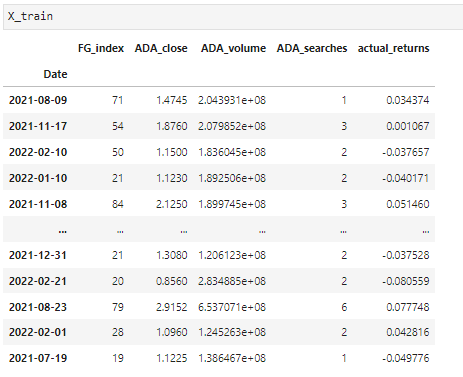 X_train
FG_index ADA_close ADA_volume ADA_searches actual_returns
Date
2021-08-09 71 1.4745 2.043931e+08 1 0.034374
2021-11-17 54 1.8760 2.079852e+08 3 0.001067
2022-02-10 50 1.1500 1.836045e+08 2 -0.037657
2022-01-10 21 1.1230 1.892506e+08 2 -0.040171
2021-11-08 84 2.1250 1.899745e+08 3 0.051460
... ... ... ... ... ...
2021-12-31 21 1.3080 1.206123e+08 2 -0.037528
2022-02-21 20 0.8560 2.834885e+08 2 -0.080559
2021-08-23 79 2.9152 6.537071e+08 6 0.077748
2022-02-01 28 1.0960 1.245263e+08 2 0.042816
2021-07-19 19 1.1225 1.386467e+08 1 -0.049776